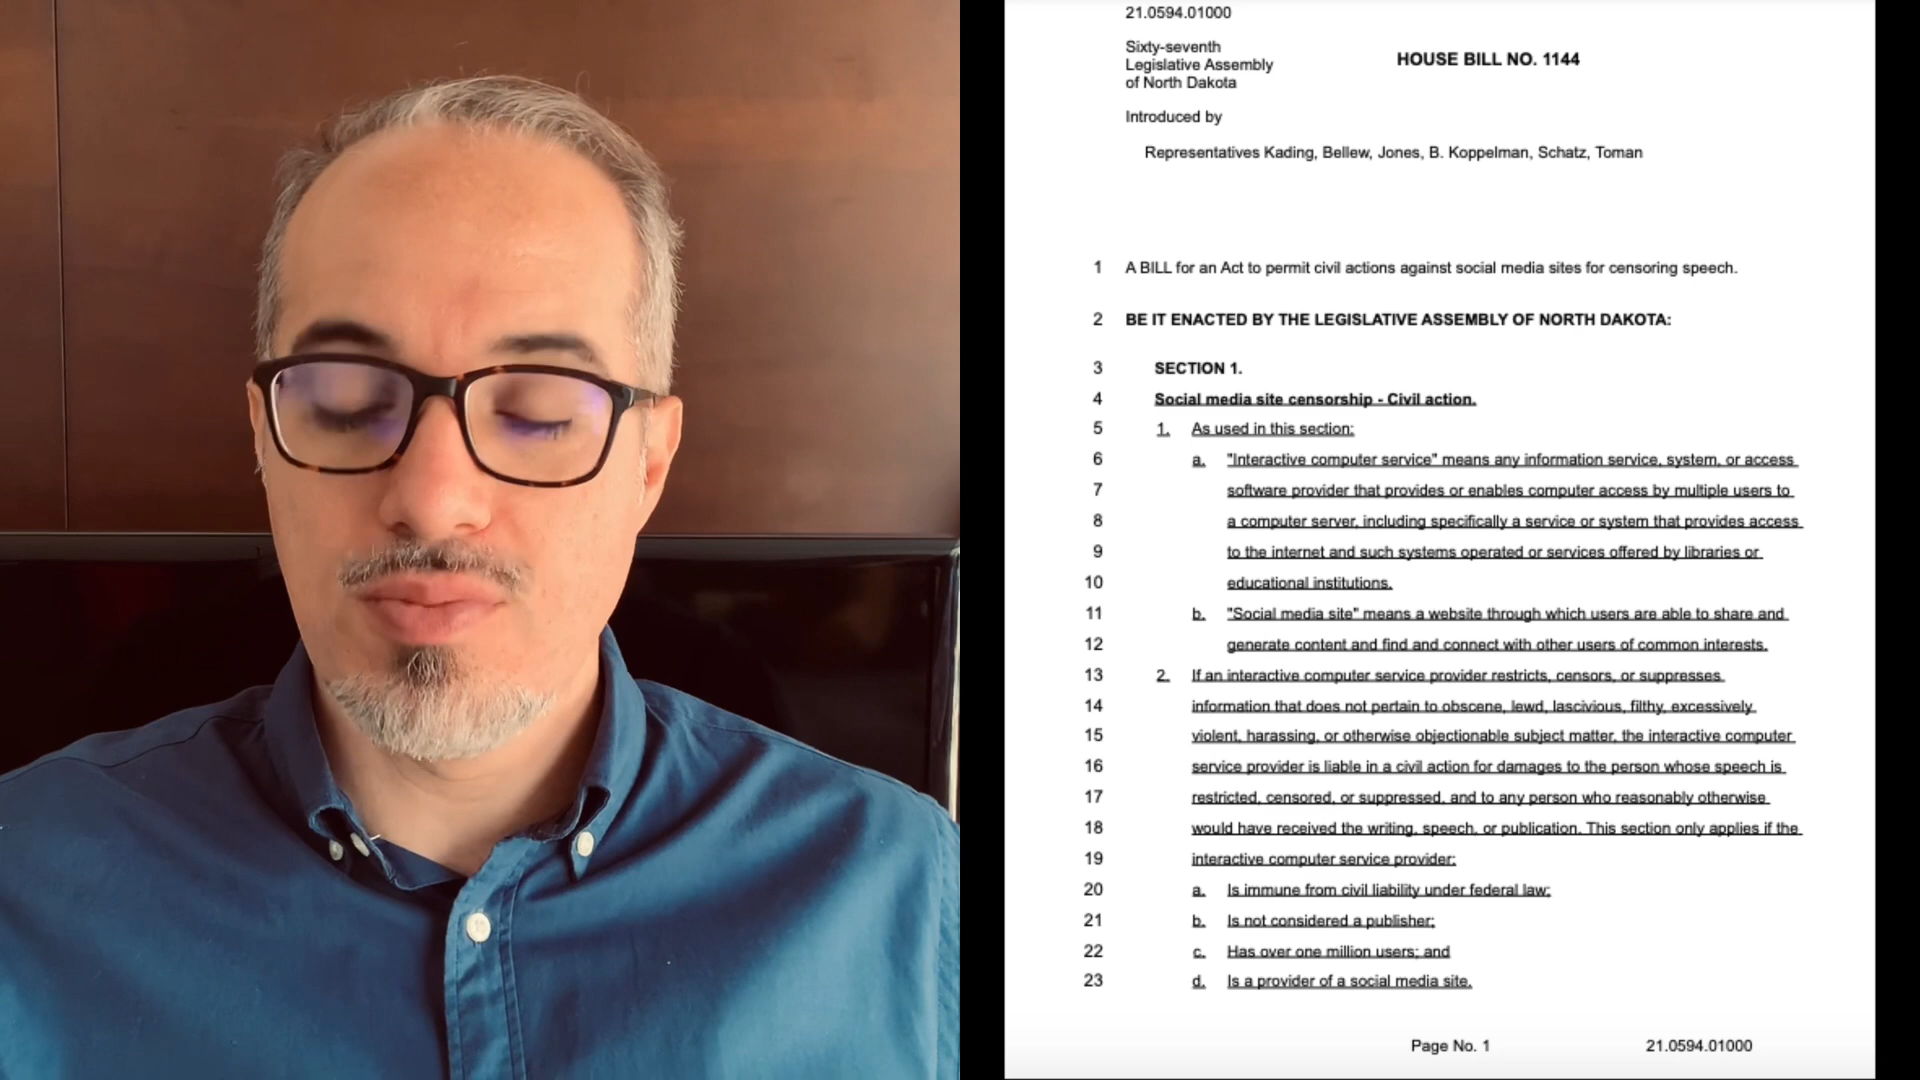 21.0594.01000
Sixty-seventh
Legislative Assembly
of North Dakota
HOUSE BILL NO. 1144
Introduced by
Representatives Kading, Bellew, Jones, B. Koppelman, Schatz, Toman
1 A BILL for an Act to permit civil actions against social media sites for censoring speech.
2 BE IT ENACTED BY THE LEGISLATIVE ASSEMBLY OF NORTH DAKOTA:
3 SECTION 1.
4 Social media site censorship - Civil action.
5 1. As used in this section:
6 a. "Interactive computer service" means any information service, system, or access
7 software provider that provides or enables computer access by multiple users to
8 a computer server, including specifically a service or system that provides access
9 to the internet and such systems operated or services offered by libraries or
10 educational institutions.
11 b. "Social media site" means a website through which users are able to share and
12 generate content and find and connect with other users of common interests.
13 2. If an interactive computer service provider restricts, censors, or suppresses
14 information that does not pertain to obscene, lewd, lascivious, filthy, excessively
15 violent, harassing, or otherwise objectionable subject matter, the interactive computer
16 service provider is liable in a civil action for damages to the person whose speech is
17 restricted, censored, or suppressed, and to any person who reasonably otherwise
18 would have received the writing, speech, or publication. This section only applies if the
19 interactive computer service provider:
20 a. Is immune from civil liability under federal law;
21 b. Is not considered a publisher;
22 c. Has over one million users; and
23 d. Is a provider of a social media site.
Page No. 1 21.0594.01000